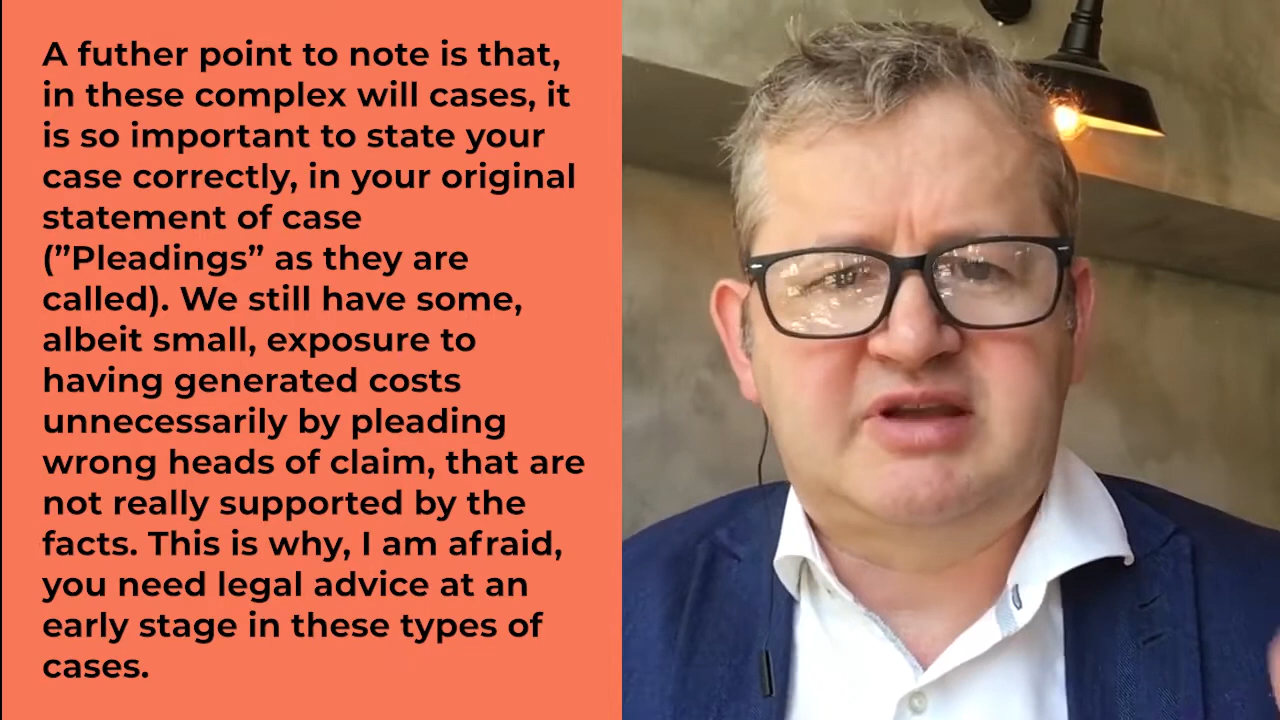 A futher point to note is that,
in these complex will cases, it
is so important to state your
case correctly, in your original
statement of case
(”Pleadings” as they are
called). We still have some,
albeit small, exposure to
having generated costs
unnecessarily by pleading
wrong heads of claim, that are
not really supported by the
facts. This is why, I am afraid,
you need legal advice at an
early stage in these types of
cases.